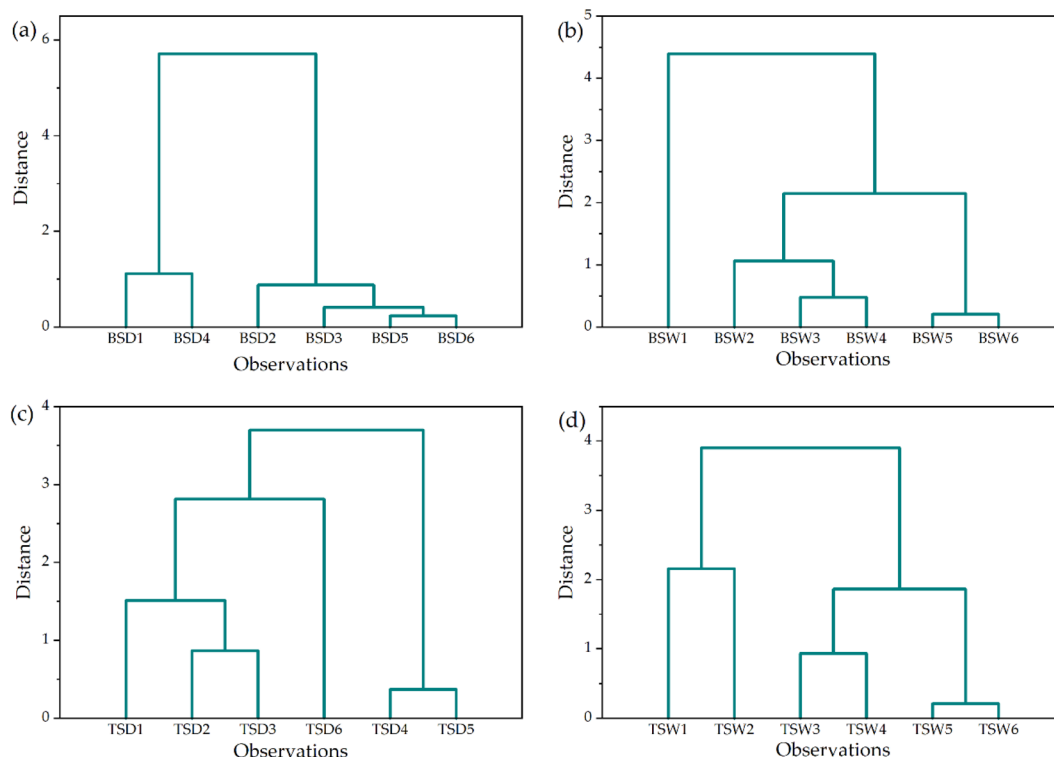 (a)
6
4
2
0
Distance
BSD1 BSD4 BSD2 BSD3 BSD5 BSD6
Observations
(b)
5
4
3
2
1
0
Distance
BSW1 BSW2 BSW3 BSW4 BSW5 BSW6
Observations
(c)
4
3
2
1
0
Distance
TSD1 TSD2 TSD3 TSD6 TSD4 TSD5
Observations
(d)
4
3
2
1
0
Distance
TSW1 TSW2 TSW3 TSW4 TSW5 TSW6
Observations